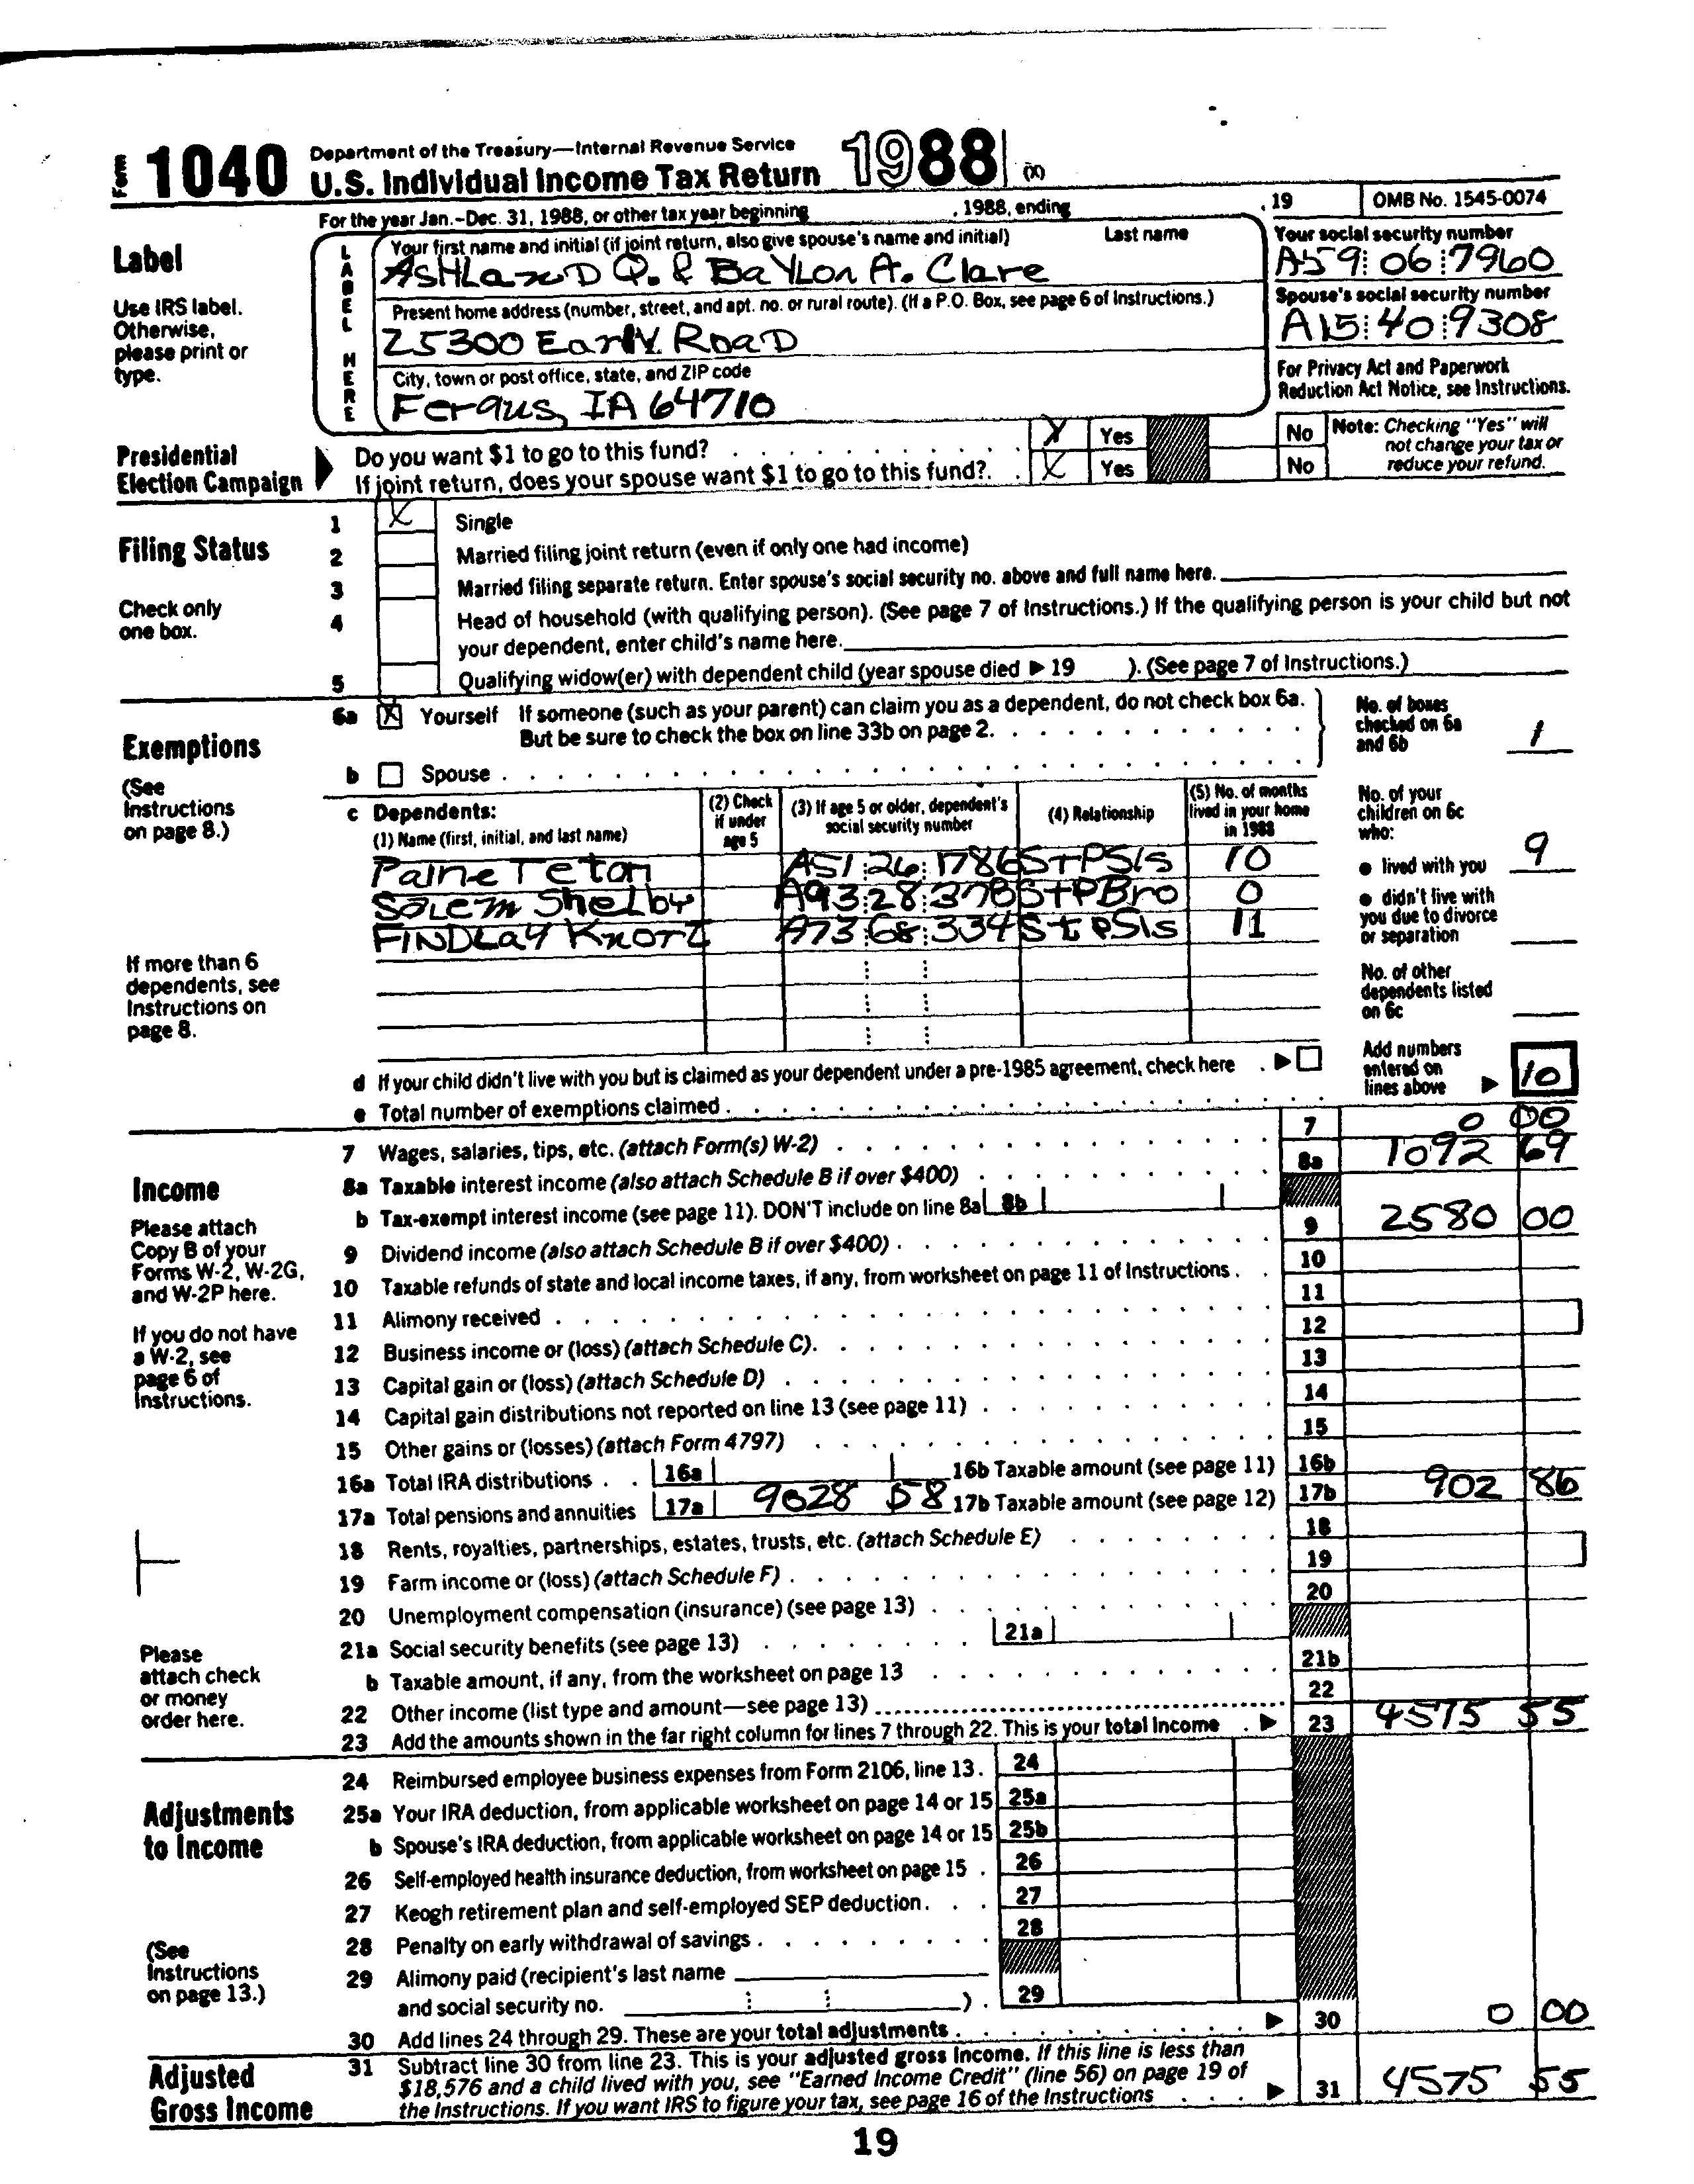 Form 1040 Department of the Treasury—Internal Revenue Service
U.S. Individual Income Tax Return 1988 (X)
For the year Jan.-Dec. 31, 1988, or other tax year beginning , 1988, ending , 19 OMB No. 1545-0074
Label
Use IRS label. Otherwise, please print or type.
LABEL HERE
Your first name and initial (if joint return, also give spouse's name and initial) Last name
AsHLanD Q. & BaYLon A. Clare
Your social security number
A59 06 7960
Present home address (number, street, and apt. no. or rural route). (If a P.O. Box, see page 6 of Instructions.)
25300 EarlY RoaD
Spouse's social security number
A15 40 9308
City, town or post office, state, and ZIP code
Fergus, IA 64710
For Privacy Act and Paperwork Reduction Act Notice, see Instructions.
Presidential Election Campaign
Do you want $1 to go to this fund? X Yes No
If joint return, does your spouse want $1 to go to this fund? X Yes No
Note: Checking "Yes" will not change your tax or reduce your refund.
Filing Status
Check only one box.
1 X Single
2 Married filing joint return (even if only one had income)
3 Married filing separate return. Enter spouse's social security no. above and full name here.
4 Head of household (with qualifying person). (See page 7 of Instructions.) If the qualifying person is your child but not
your dependent, enter child's name here.
5 Qualifying widow(er) with dependent child (year spouse died ▶ 19 ). (See page 7 of Instructions.)
Exemptions
(See Instructions on page 8.)
6a X Yourself If someone (such as your parent) can claim you as a dependent, do not check box 6a.
But be sure to check the box on line 33b on page 2.
b Spouse
No. of boxes checked on 6a and 6b 1
c Dependents:
(1) Name (first, initial, and last name) (2) Check if under age 5 (3) If age 5 or older, dependent's social security number (4) Relationship (5) No. of months lived in your home in 1988
Paine Teton A51 26 1786 StPSis 10
SaLem Shelby A93 28 378 StPBro 0
FINDLaY Knorz A73 68 334 StPSis 11
If more than 6 dependents, see Instructions on page 8.
No. of your children on 6c who:
• lived with you 9
• didn't live with you due to divorce or separation
No. of other dependents listed on 6c
d If your child didn't live with you but is claimed as your dependent under a pre-1985 agreement, check here ▶
e Total number of exemptions claimed
Add numbers entered on lines above ▶ 10
Income
Please attach Copy B of your Forms W-2, W-2G, and W-2P here.
If you do not have a W-2, see page 6 of Instructions.
Please attach check or money order here.
7 Wages, salaries, tips, etc. (attach Form(s) W-2) 7 0 00
8a Taxable interest income (also attach Schedule B if over $400) 8a 1092 69
b Tax-exempt interest income (see page 11). DON'T include on line 8a 8b
9 Dividend income (also attach Schedule B if over $400) 9 2580 00
10 Taxable refunds of state and local income taxes, if any, from worksheet on page 11 of Instructions 10
11 Alimony received 11
12 Business income or (loss) (attach Schedule C) 12
13 Capital gain or (loss) (attach Schedule D) 13
14 Capital gain distributions not reported on line 13 (see page 11) 14
15 Other gains or (losses) (attach Form 4797) 15
16a Total IRA distributions 16a 16b Taxable amount (see page 11) 16b
17a Total pensions and annuities 17a 9028 58 17b Taxable amount (see page 12) 17b 902 86
18 Rents, royalties, partnerships, estates, trusts, etc. (attach Schedule E) 18
19 Farm income or (loss) (attach Schedule F) 19
20 Unemployment compensation (insurance) (see page 13) 20
21a Social security benefits (see page 13) 21a
b Taxable amount, if any, from the worksheet on page 13 21b
22 Other income (list type and amount—see page 13) 22
23 Add the amounts shown in the far right column for lines 7 through 22. This is your total income ▶ 23 4575 55
Adjustments to Income
(See Instructions on page 13.)
24 Reimbursed employee business expenses from Form 2106, line 13. 24
25a Your IRA deduction, from applicable worksheet on page 14 or 15 25a
b Spouse's IRA deduction, from applicable worksheet on page 14 or 15 25b
26 Self-employed health insurance deduction, from worksheet on page 15 26
27 Keogh retirement plan and self-employed SEP deduction 27
28 Penalty on early withdrawal of savings 28
29 Alimony paid (recipient's last name
and social security no. ) 29
30 Add lines 24 through 29. These are your total adjustments ▶ 30 0 00
Adjusted Gross Income
31 Subtract line 30 from line 23. This is your adjusted gross income. If this line is less than
$18,576 and a child lived with you, see "Earned Income Credit" (line 56) on page 19 of
the Instructions. If you want IRS to figure your tax, see page 16 of the Instructions ▶ 31 4575 55
19